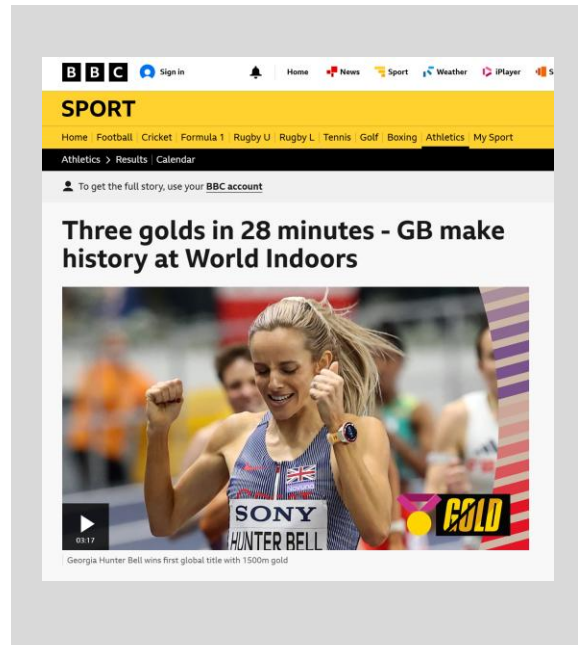 BBC Sign in Home News Sport Weather iPlayer S
SPORT
Home Football Cricket Formula 1 Rugby U Rugby L Tennis Golf Boxing Athletics My Sport
Athletics > Results Calendar
To get the full story, use your BBC account
Three golds in 28 minutes - GB make
history at World Indoors
SONY
HUNTER BELL
GOLD
03:17
Georgia Hunter Bell wins first global title with 1500m gold